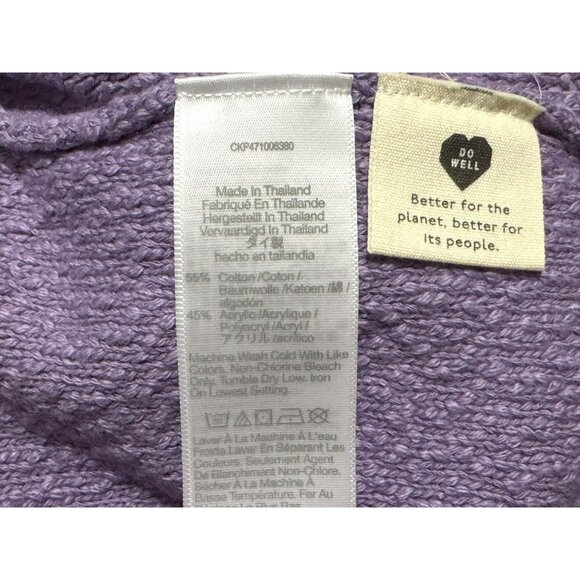 CKP471006380
Made In Thailand
Fabriqué En Thaïlande
Hergestellt In Thailand
Vervaardigd In Thailand
タイ製
hecho en tailandia
55% Cotton /Coton /
Baumwolle /Katoen /綿 /
algodón
45% Acrylic /Acrylique /
Polyacryl /Acryl /
アクリル /acrílico
Machine Wash Cold With Like
Colors. Non-Chlorine Bleach
Only. Tumble Dry Low. Iron
On Lowest Setting.
Laver À La Machine À L'eau
Froide Laver En Séparant Les
Couleurs. Seulement Agent
De Blanchiment Non-Chlore.
Sécher À La Machine À
Basse Température. Fer Au
Réglage Le Plus Bas.
DO
WELL
Better for the
planet, better for
its people.